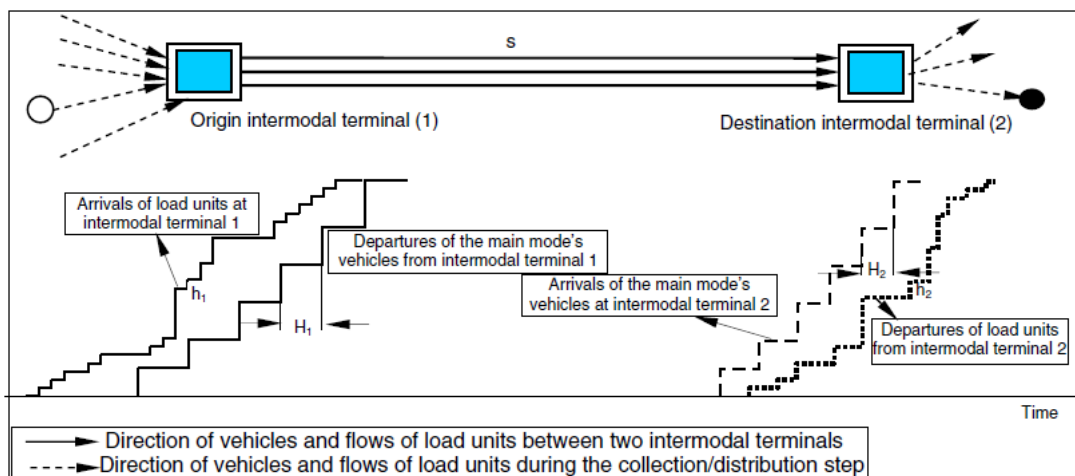 s
Origin intermodal terminal (1)
Destination intermodal terminal (2)
Arrivals of load units at
intermodal terminal 1
Departures of the main mode's
vehicles from intermodal terminal 1
h1
H1
Arrivals of the main mode's
vehicles at intermodal terminal 2
H2
h2
Departures of load units
from intermodal terminal 2
Time
Direction of vehicles and flows of load units between two intermodal terminals
Direction of vehicles and flows of load units during the collection/distribution step